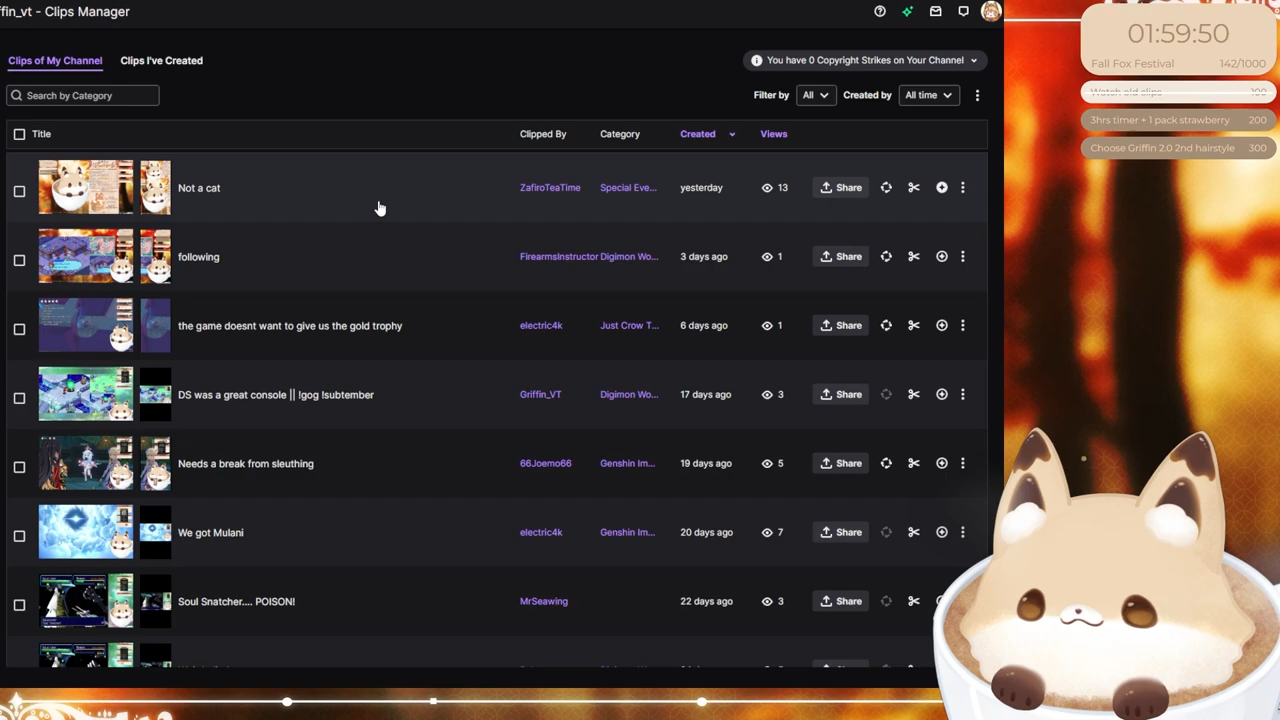 ffin_vt - Clips Manager
Clips of My Channel
Clips I've Created
You have 0 Copyright Strikes on Your Channel
Search by Category
Filter by
All
Created by
All time
Title
Clipped By
Category
Created
Views
Not a cat
ZafiroTeaTime
Special Eve...
yesterday
13
Share
following
FirearmsInstructor
Digimon Wo...
3 days ago
1
Share
the game doesnt want to give us the gold trophy
electric4k
Just Crow T...
6 days ago
1
Share
DS was a great console || !gog !subtember
Griffin_VT
Digimon Wo...
17 days ago
3
Share
Needs a break from sleuthing
66Joemo66
Genshin Im...
19 days ago
5
Share
We got Mulani
electric4k
Genshin Im...
20 days ago
7
Share
Soul Snatcher.... POISON!
MrSeawing
22 days ago
3
Share
01:59:50
Fall Fox Festival 142/1000
Watch old clips 100
3hrs timer + 1 pack strawberry 200
Choose Griffin 2.0 2nd hairstyle 300